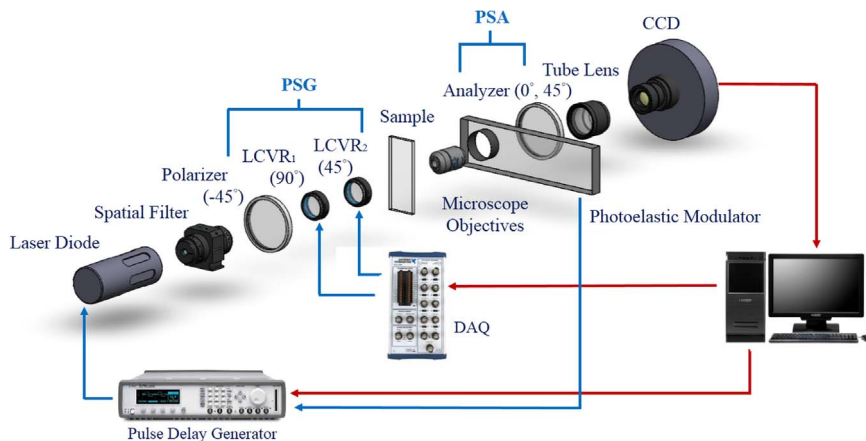 PSA
CCD
PSG
Tube Lens
Analyzer (0°, 45°)
Sample
LCVR₂
(45°)
LCVR₁
(90°)
Polarizer
(-45°)
Spatial Filter
Laser Diode
Microscope
Objectives
Photoelastic Modulator
DAQ
Pulse Delay Generator